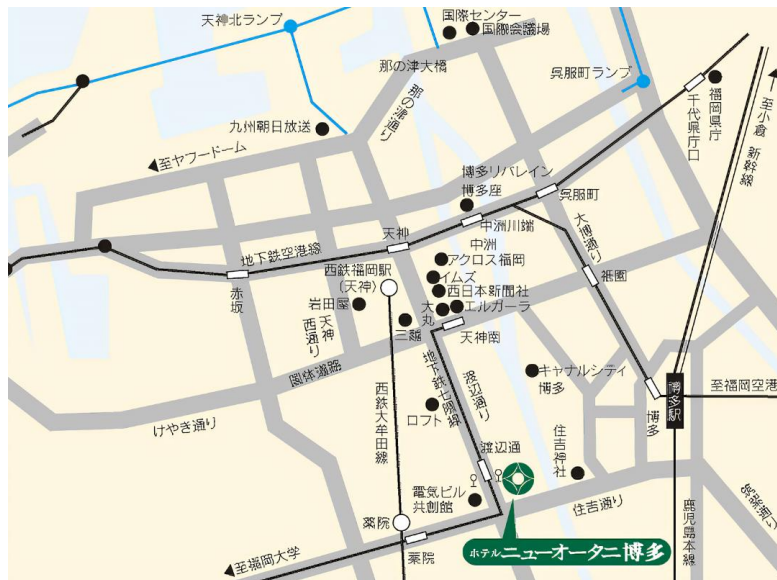 天神北ランプ
国際センター
国際会議場
那の津大橋
呉服町ランプ
那の津通り
九州朝日放送
至ヤフードーム
千代県庁口
福岡県庁
至小倉
新幹線
博多リバレイン
博多座
呉服町
中洲川端
大博通り
天神
中洲
地下鉄空港線
アクロス福岡
西鉄福岡駅
(天神)
イムズ
西日本新聞社
祇園
赤坂
岩田屋
天神
西通り
大丸
エルガーラ
三越
天神南
国体道路
地下鉄七隈線
渡辺通り
キャナルシティ
博多
博多駅
至福岡空港
博多
西鉄大牟田線
ロフト
けやき通り
渡辺通
住吉神社
電気ビル
共創館
住吉通り
筑紫通り
薬院
薬院
鹿児島本線
至福岡大学
ホテルニューオータニ博多